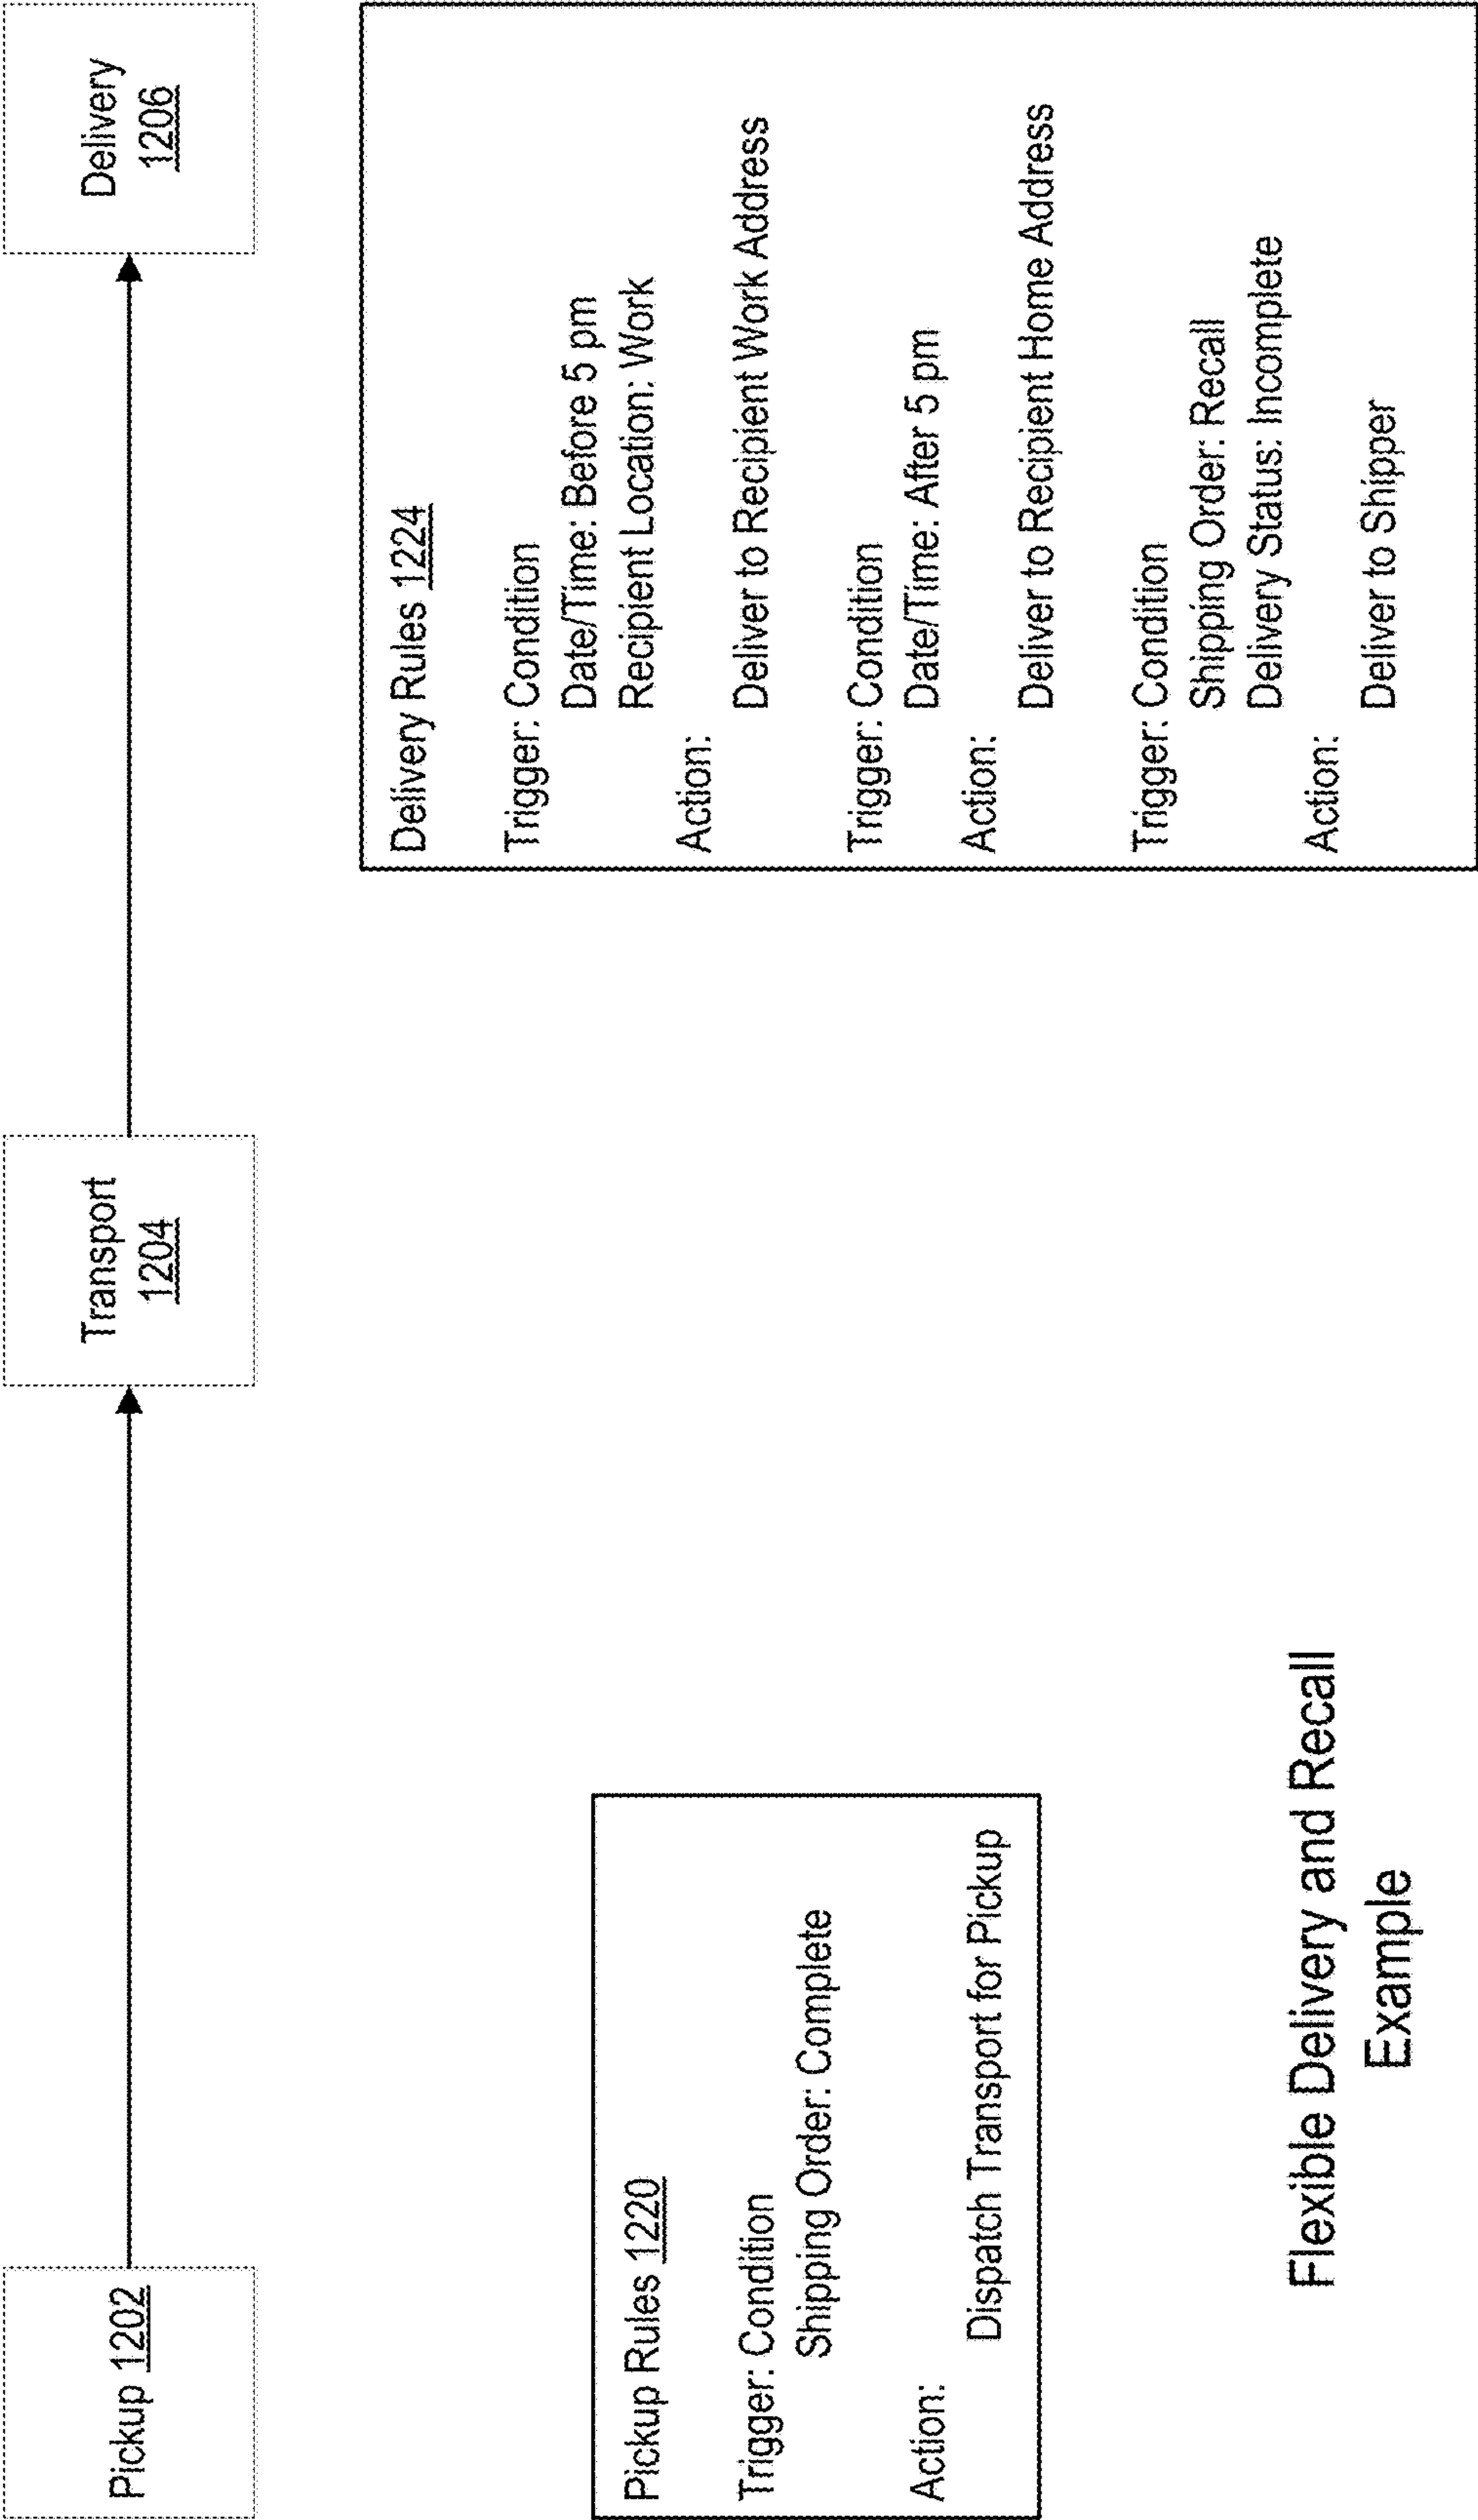 Pickup 1202
Transport
1204
Delivery
1206
Pickup Rules 1220
Trigger: Condition
Shipping Order: Complete
Action:
Dispatch Transport for Pickup
Delivery Rules 1224
Trigger: Condition
Date/Time: Before 5 pm
Recipient Location: Work
Action:
Deliver to Recipient Work Address
Trigger: Condition
Date/Time: After 5 pm
Action:
Deliver to Recipient Home Address
Trigger: Condition
Shipping Order: Recall
Delivery Status: Incomplete
Action:
Deliver to Shipper
Flexible Delivery and Recall
Example